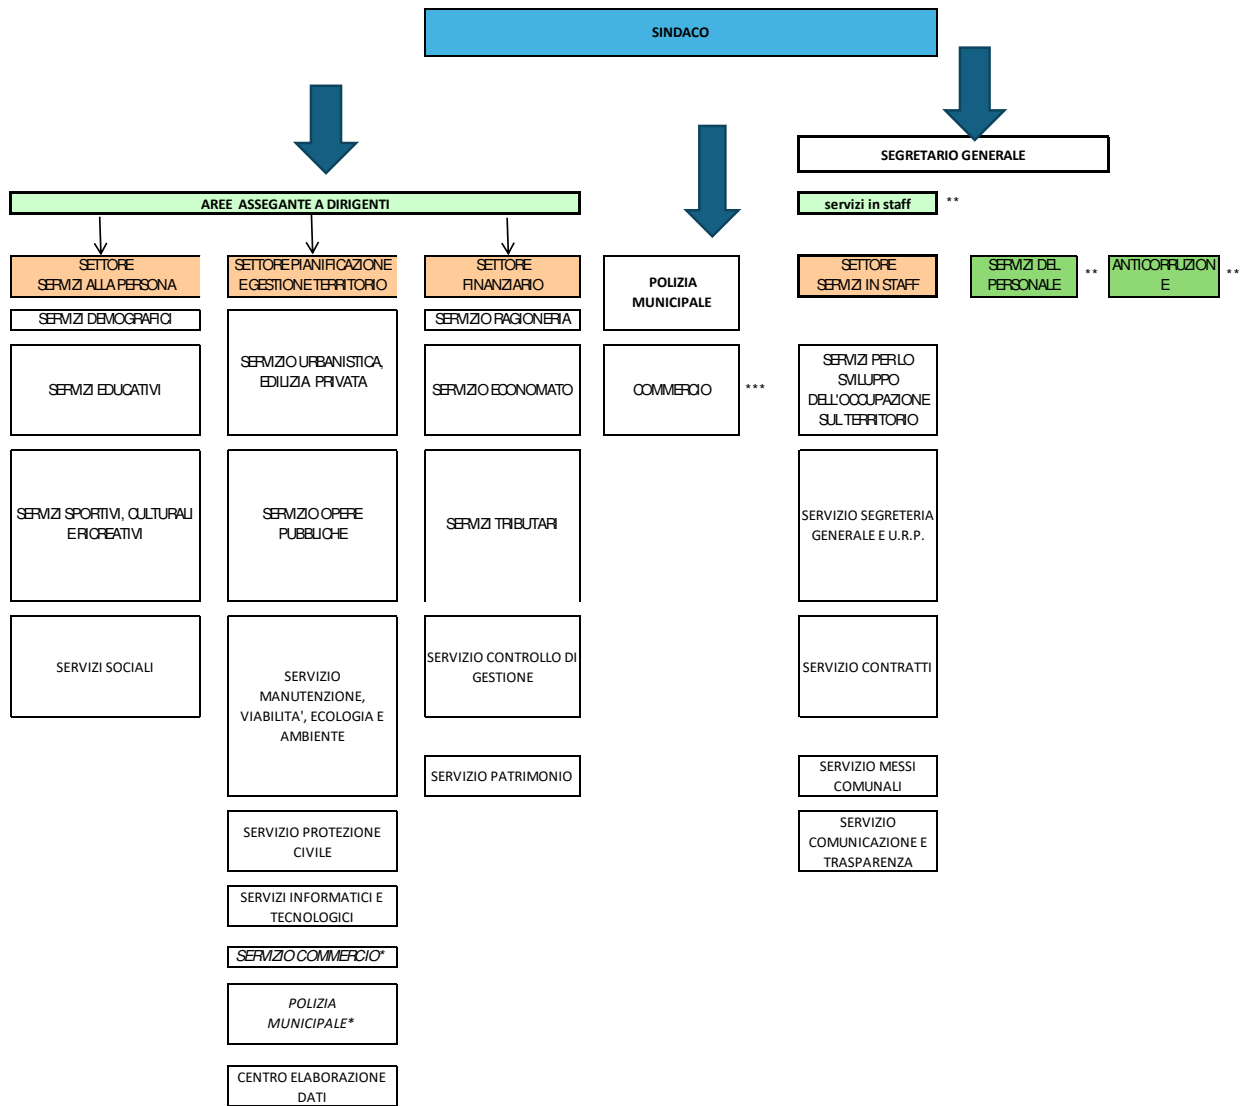 SINDACO
SEGRETARIO GENERALE
AREE ASSEGANTE A DIRIGENTI
servizi in staff
**
SETTORE
SERVIZI ALLA PERSONA
SETTORE PIANIFICAZIONE
E GESTIONE TERRITORIO
SETTORE
FINANZIARIO
POLIZIA
MUNICIPALE
SETTORE
SERVIZI IN STAFF
SERVIZI DEL
PERSONALE
**
ANTICORRUZION
E
**
SERVIZI DEMOGRAFICI
SERVIZIO URBANISTICA,
EDILIZIA PRIVATA
SERVIZIO RAGIONERIA
SERVIZI EDUCATIVI
SERVIZIO ECONOMATO
COMMERCIO
***
SERVIZI PER LO
SVILUPPO
DELL'OCCUPAZIONE
SUL TERRITORIO
SERVIZI SPORTIVI, CULTURALI
E RICREATIVI
SERVIZIO OPERE
PUBBLICHE
SERVIZI TRIBUTARI
SERVIZIO SEGRETERIA
GENERALE E U.R.P.
SERVIZI SOCIALI
SERVIZIO
MANUTENZIONE,
VIABILITA', ECOLOGIA E
AMBIENTE
SERVIZIO CONTROLLO DI
GESTIONE
SERVIZIO CONTRATTI
SERVIZIO PATRIMONIO
SERVIZIO MESSI
COMUNALI
SERVIZIO PROTEZIONE
CIVILE
SERVIZIO
COMUNICAZIONE E
TRASPARENZA
SERVIZI INFORMATICI E
TECNOLOGICI
SERVIZIO COMMERCIO*
POLIZIA
MUNICIPALE*
CENTRO ELABORAZIONE
DATI